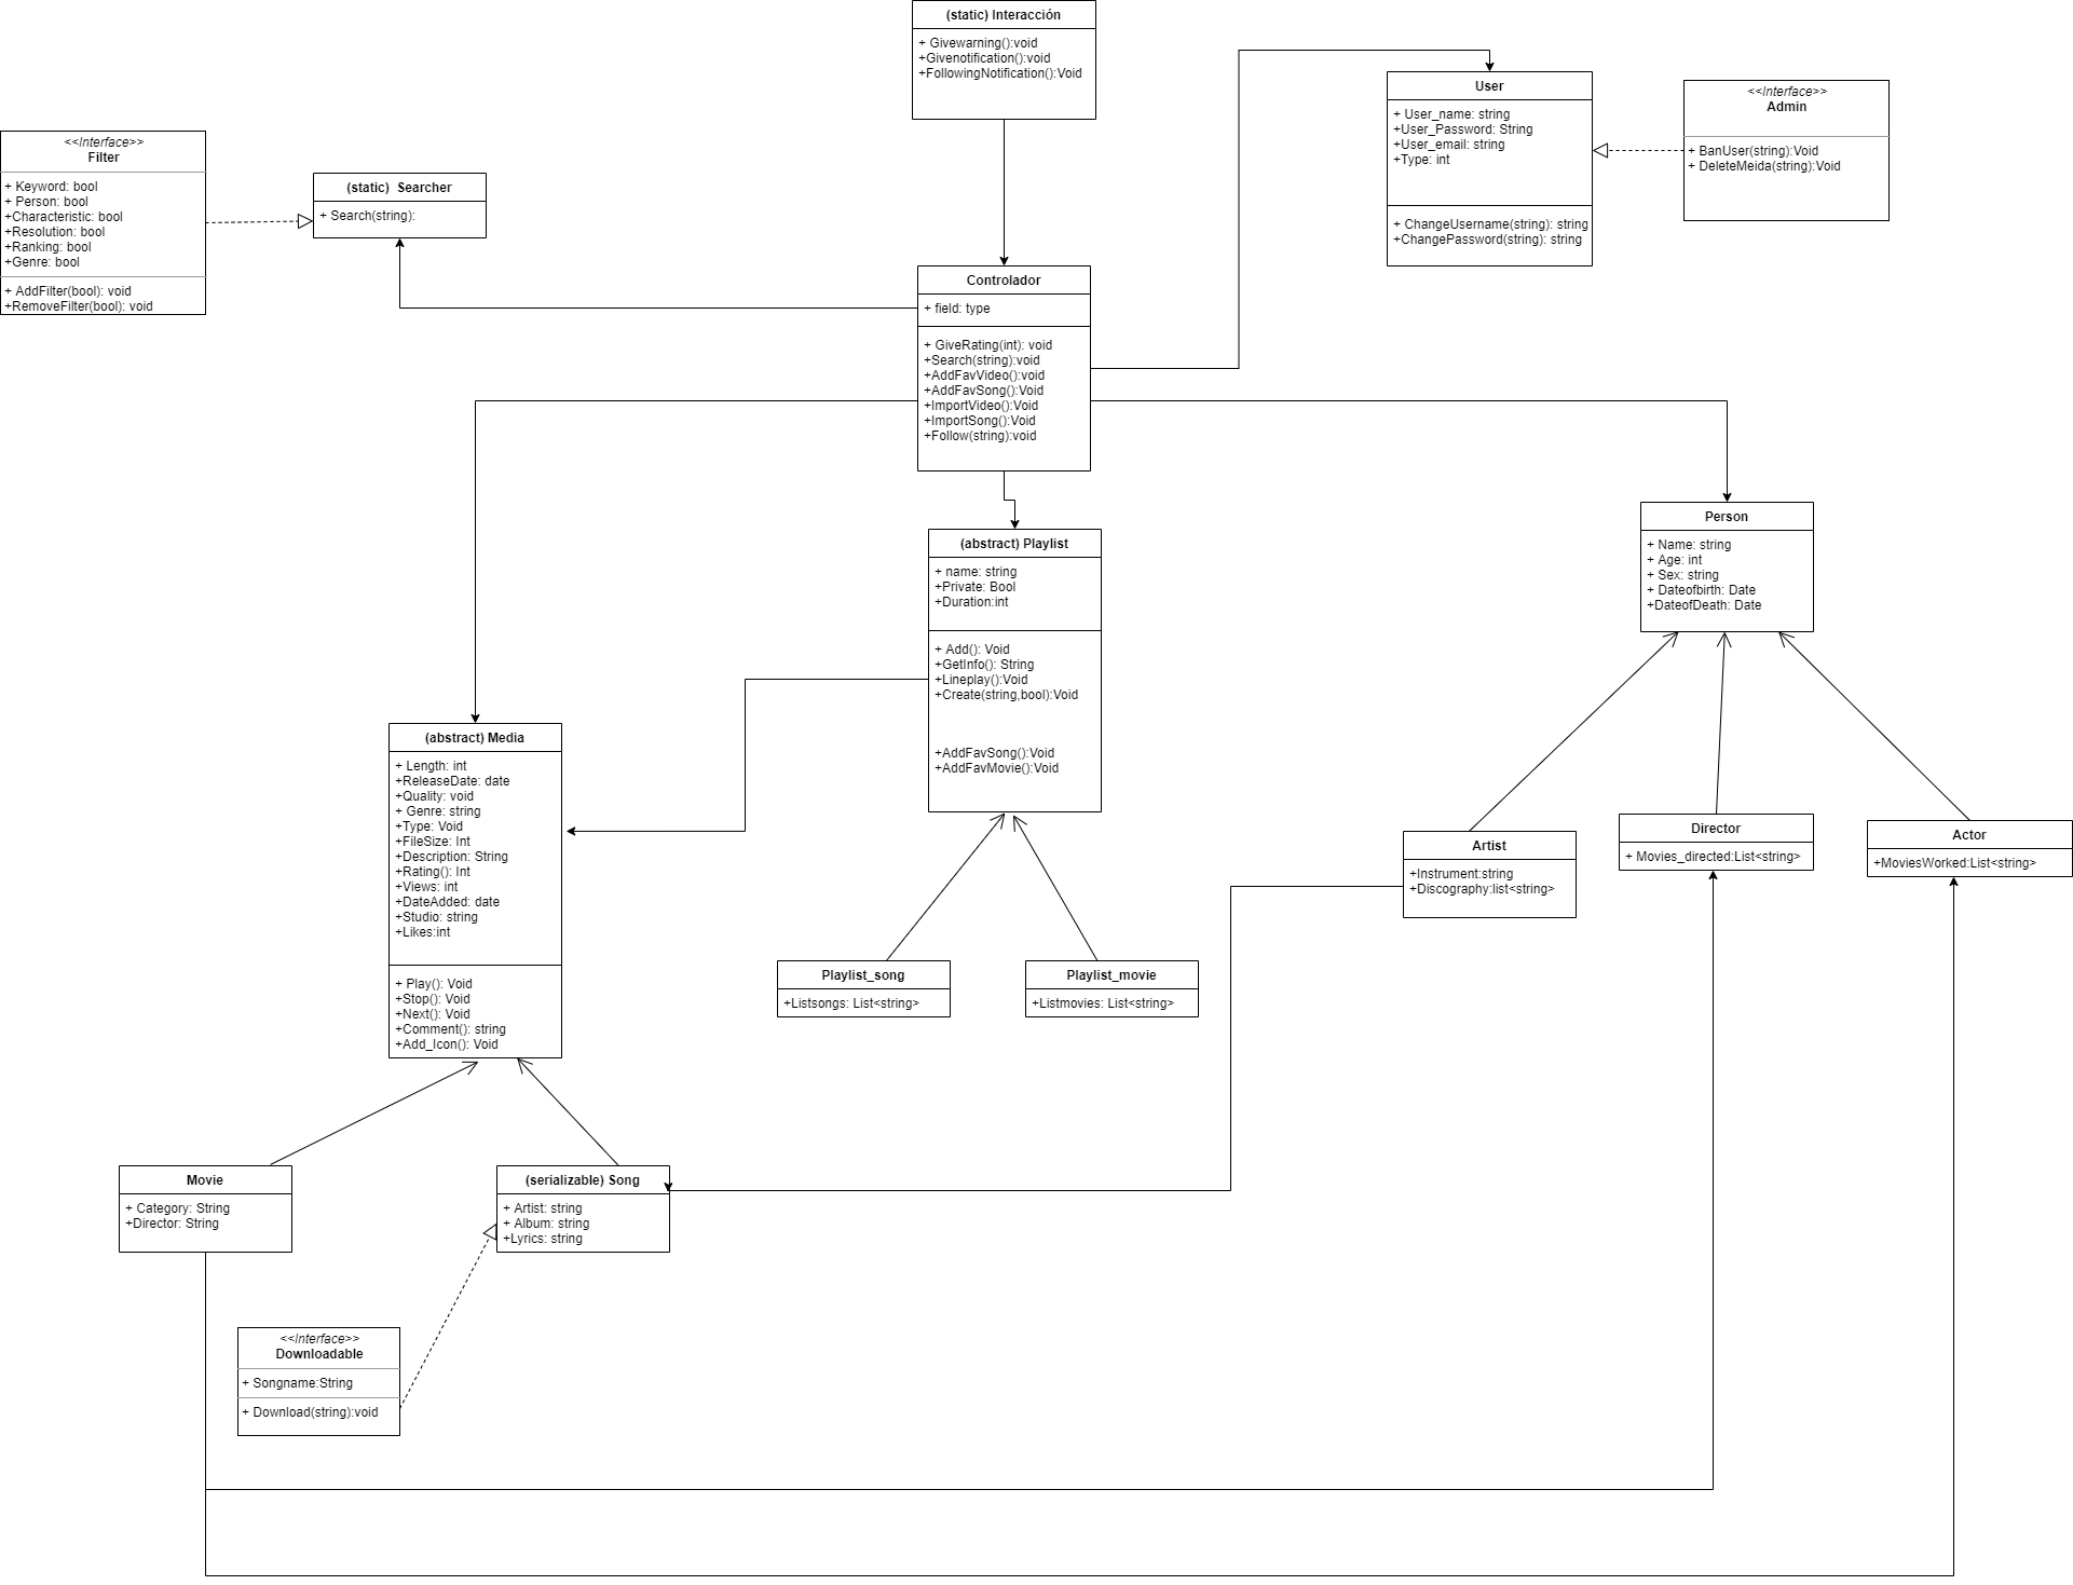 (static) Interacción
+ Givewarning():void
+Givenotification():void
+FollowingNotification():Void
User
+ User_name: string
+User_Password: String
+User_email: string
+Type: int
+ ChangeUsername(string): string
+ChangePassword(string): string
<<Interface>>
Admin
+ BanUser(string):Void
+ DeleteMeida(string):Void
<<Interface>>
Filter
+ Keyword: bool
+ Person: bool
+Characteristic: bool
+Resolution: bool
+Ranking: bool
+Genre: bool
+ AddFilter(bool): void
+RemoveFilter(bool): void
(static)  Searcher
+ Search(string):
Controlador
+ field: type
+ GiveRating(int): void
+Search(string):void
+AddFavVideo():void
+AddFavSong():Void
+ImportVideo():Void
+ImportSong():Void
+Follow(string):void
(abstract) Playlist
+ name: string
+Private: Bool
+Duration:int
+ Add(): Void
+GetInfo(): String
+Lineplay():Void
+Create(string,bool):Void
+AddFavSong():Void
+AddFavMovie():Void
Person
+ Name: string
+ Age: int
+ Sex: string
+ Dateofbirth: Date
+DateofDeath: Date
(abstract) Media
+ Length: int
+ReleaseDate: date
+Quality: void
+ Genre: string
+Type: Void
+FileSize: Int
+Description: String
+Rating(): Int
+Views: int
+DateAdded: date
+Studio: string
+Likes:int
+ Play(): Void
+Stop(): Void
+Next(): Void
+Comment(): string
+Add_Icon(): Void
Artist
+Instrument:string
+Discography:list<string>
Director
+ Movies_directed:List<string>
Actor
+MoviesWorked:List<string>
Playlist_song
+Listsongs: List<string>
Playlist_movie
+Listmovies: List<string>
Movie
+ Category: String
+Director: String
(serializable) Song
+ Artist: string
+ Album: string
+Lyrics: string
<<Interface>>
Downloadable
+ Songname:String
+ Download(string):void